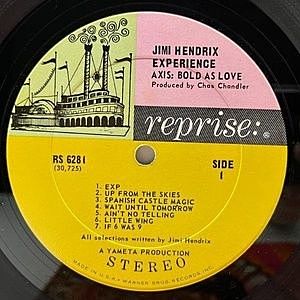 JIMI HENDRIX
EXPERIENCE
AXIS: BOLD AS LOVE
Produced by Chas Chandler
reprise:
RS 6281
(30,725)
SIDE
1
1. EXP
2. UP FROM THE SKIES
3. SPANISH CASTLE MAGIC
4. WAIT UNTIL TOMORROW
5. AIN'T NO TELLING
6. LITTLE WING
7. IF 6 WAS 9
All selections written by Jimi Hendrix
A YAMETA PRODUCTION
STEREO
MADE IN U.S.A. WARNER BROS. RECORDS INC.